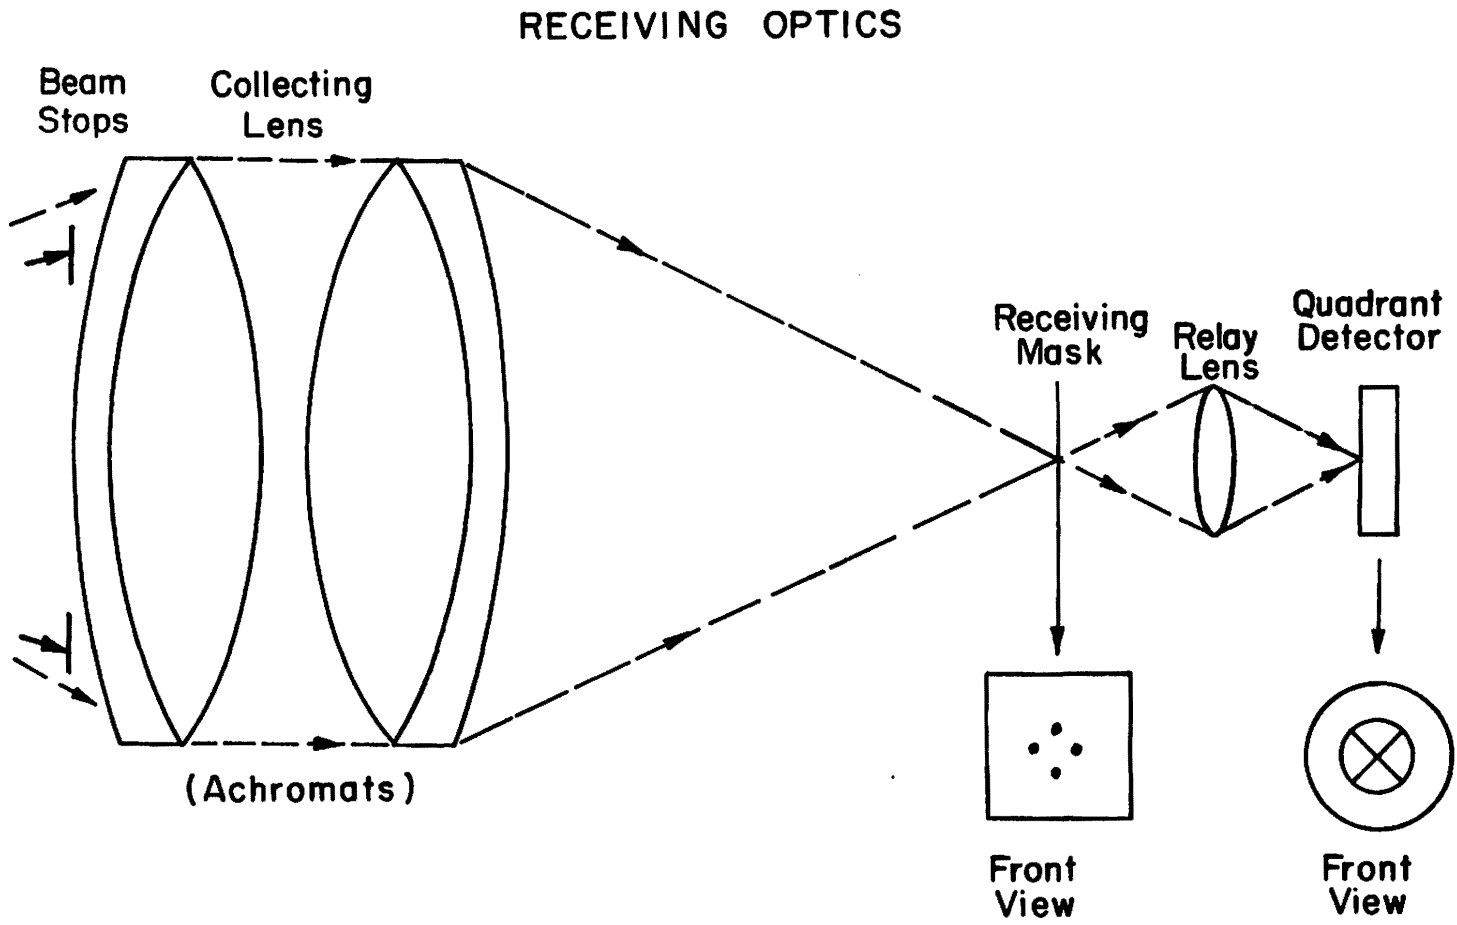 RECEIVING OPTICS
Beam
Stops
Collecting
Lens
Receiving
Mask
Relay
Lens
Quadrant
Detector
(Achromats)
Front
View
Front
View